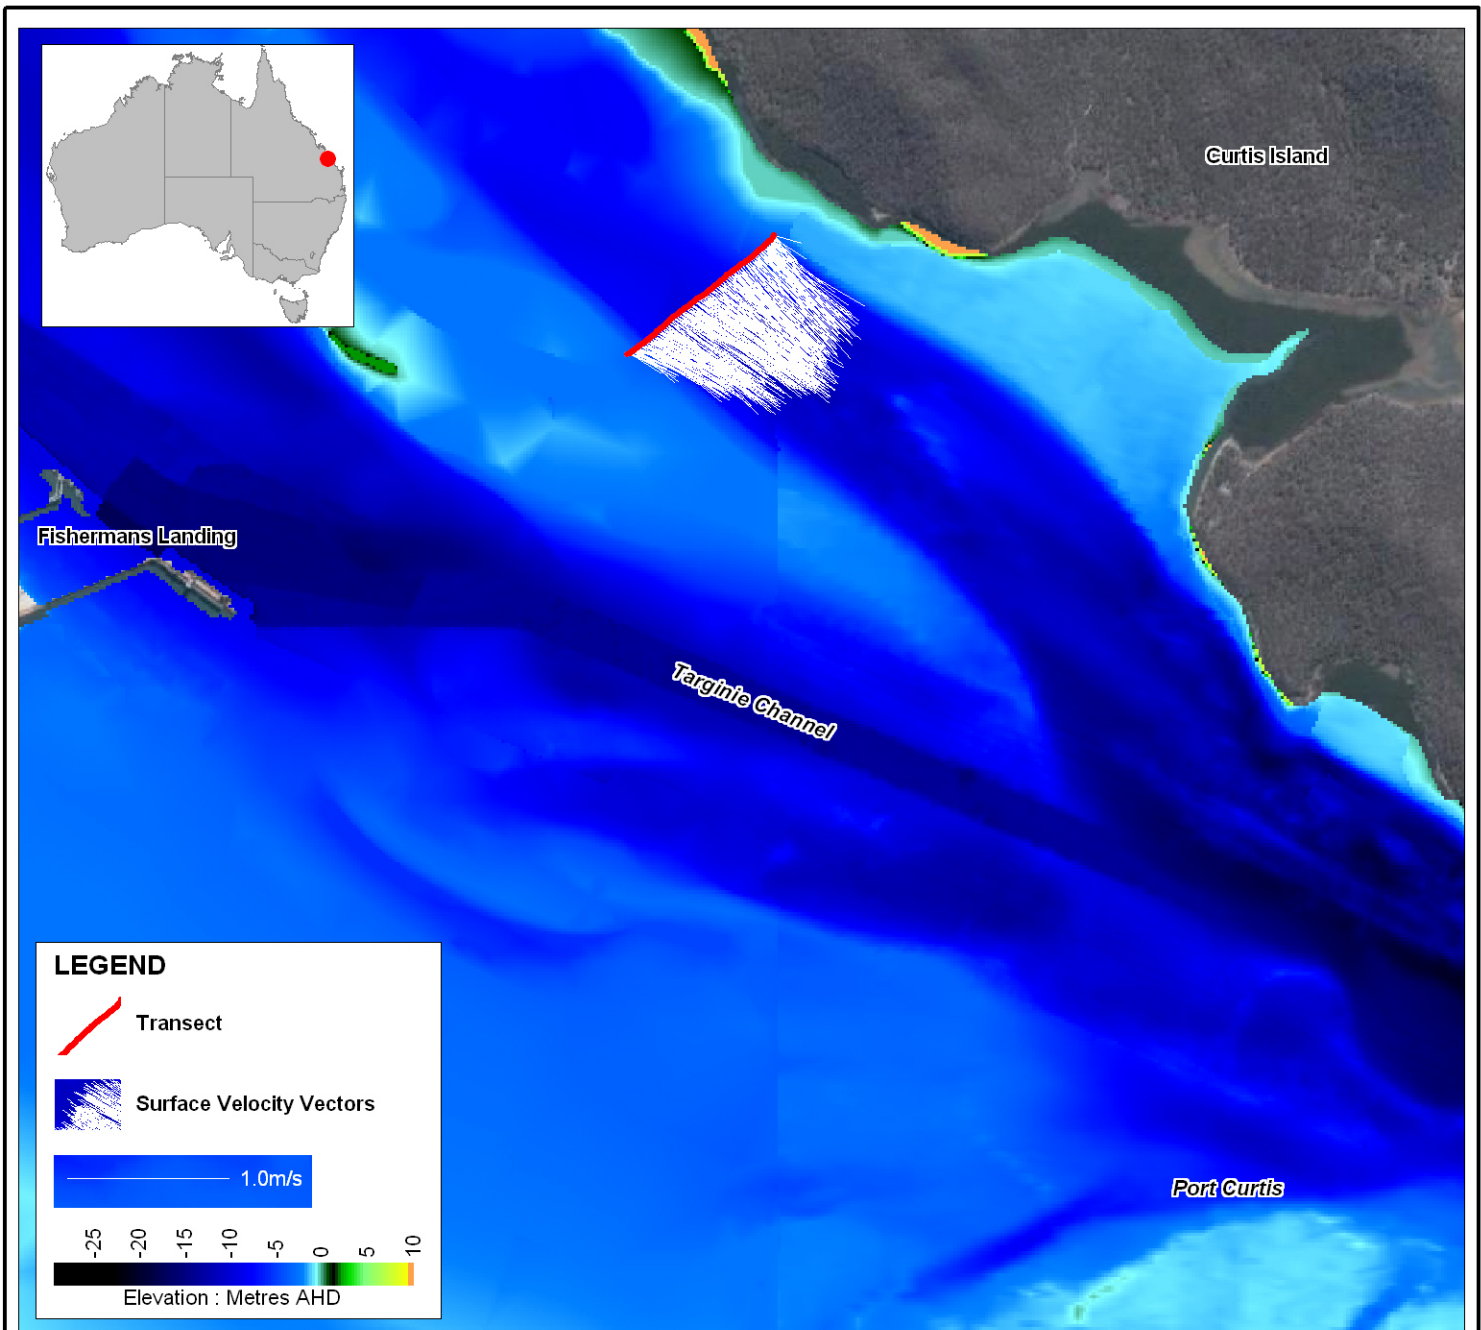 Curtis Island
Fishermans Landing
Targinie Channel
LEGEND
Transect
Surface Velocity Vectors
1.0m/s
-25 -20 -15 -10 -5 0 5 10
Elevation : Metres AHD
Port Curtis